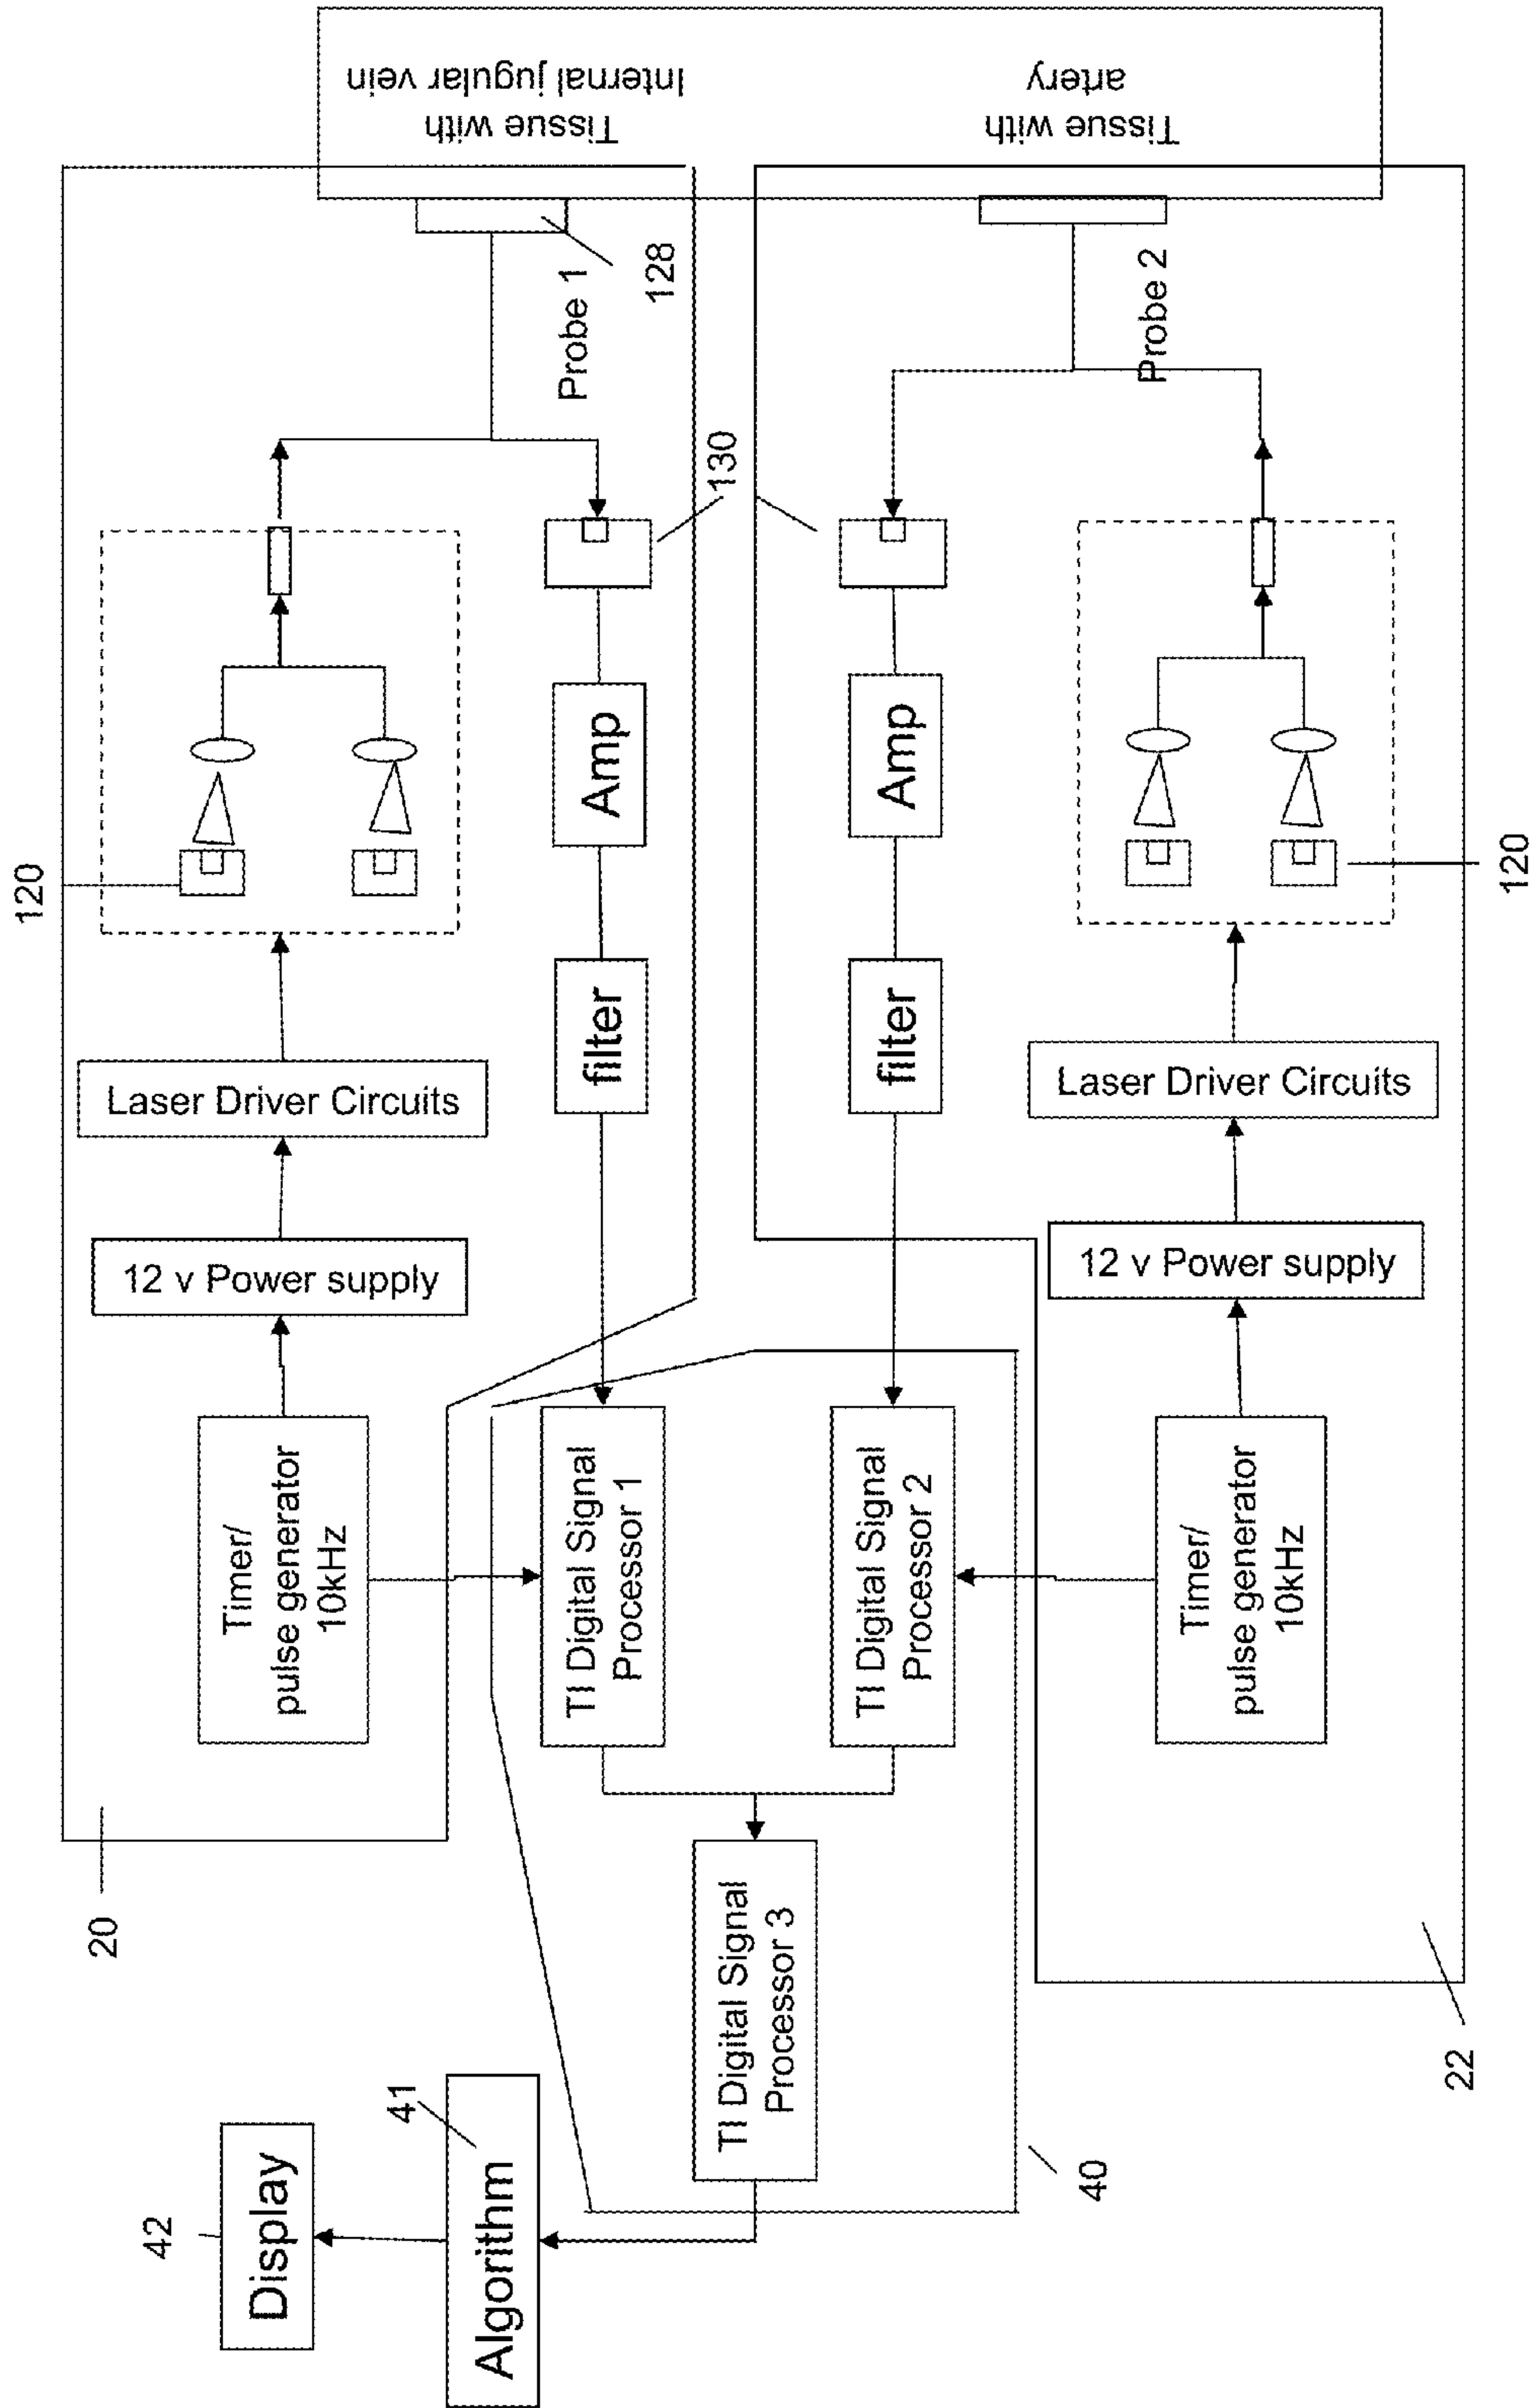 42
Display
41
Algorithm
20
Timer/
pulse generator
10kHz
12 v Power supply
Laser Driver Circuits
120
Probe 1
128
Tissue with
Internal jugular vein
TI Digital Signal
Processor 1
filter
Amp
130
TI Digital Signal
Processor 3
40
TI Digital Signal
Processor 2
filter
Amp
Probe 2
Tissue with
artery
22
Timer/
pulse generator
10kHz
12 v Power supply
Laser Driver Circuits
120